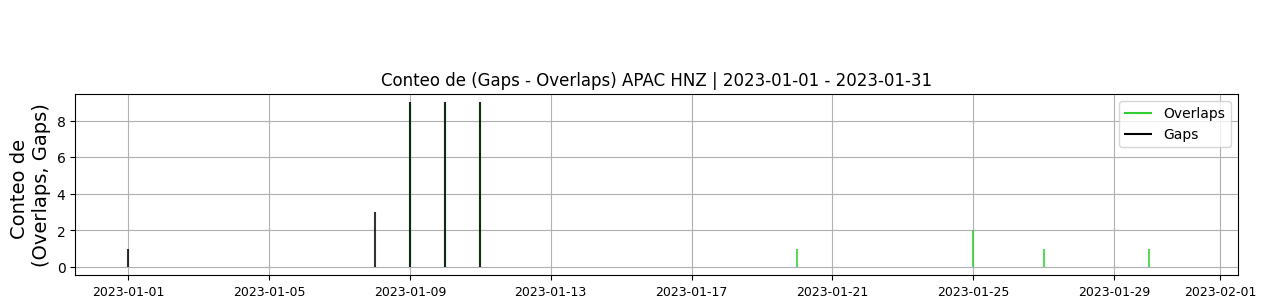 Conteo de (Gaps - Overlaps) APAC HNZ | 2023-01-01 - 2023-01-31
Conteo de
(Overlaps, Gaps)
8
6
4
2
0
Overlaps
Gaps
2023-01-01 2023-01-05 2023-01-09 2023-01-13 2023-01-17 2023-01-21 2023-01-25 2023-01-29 2023-02-01